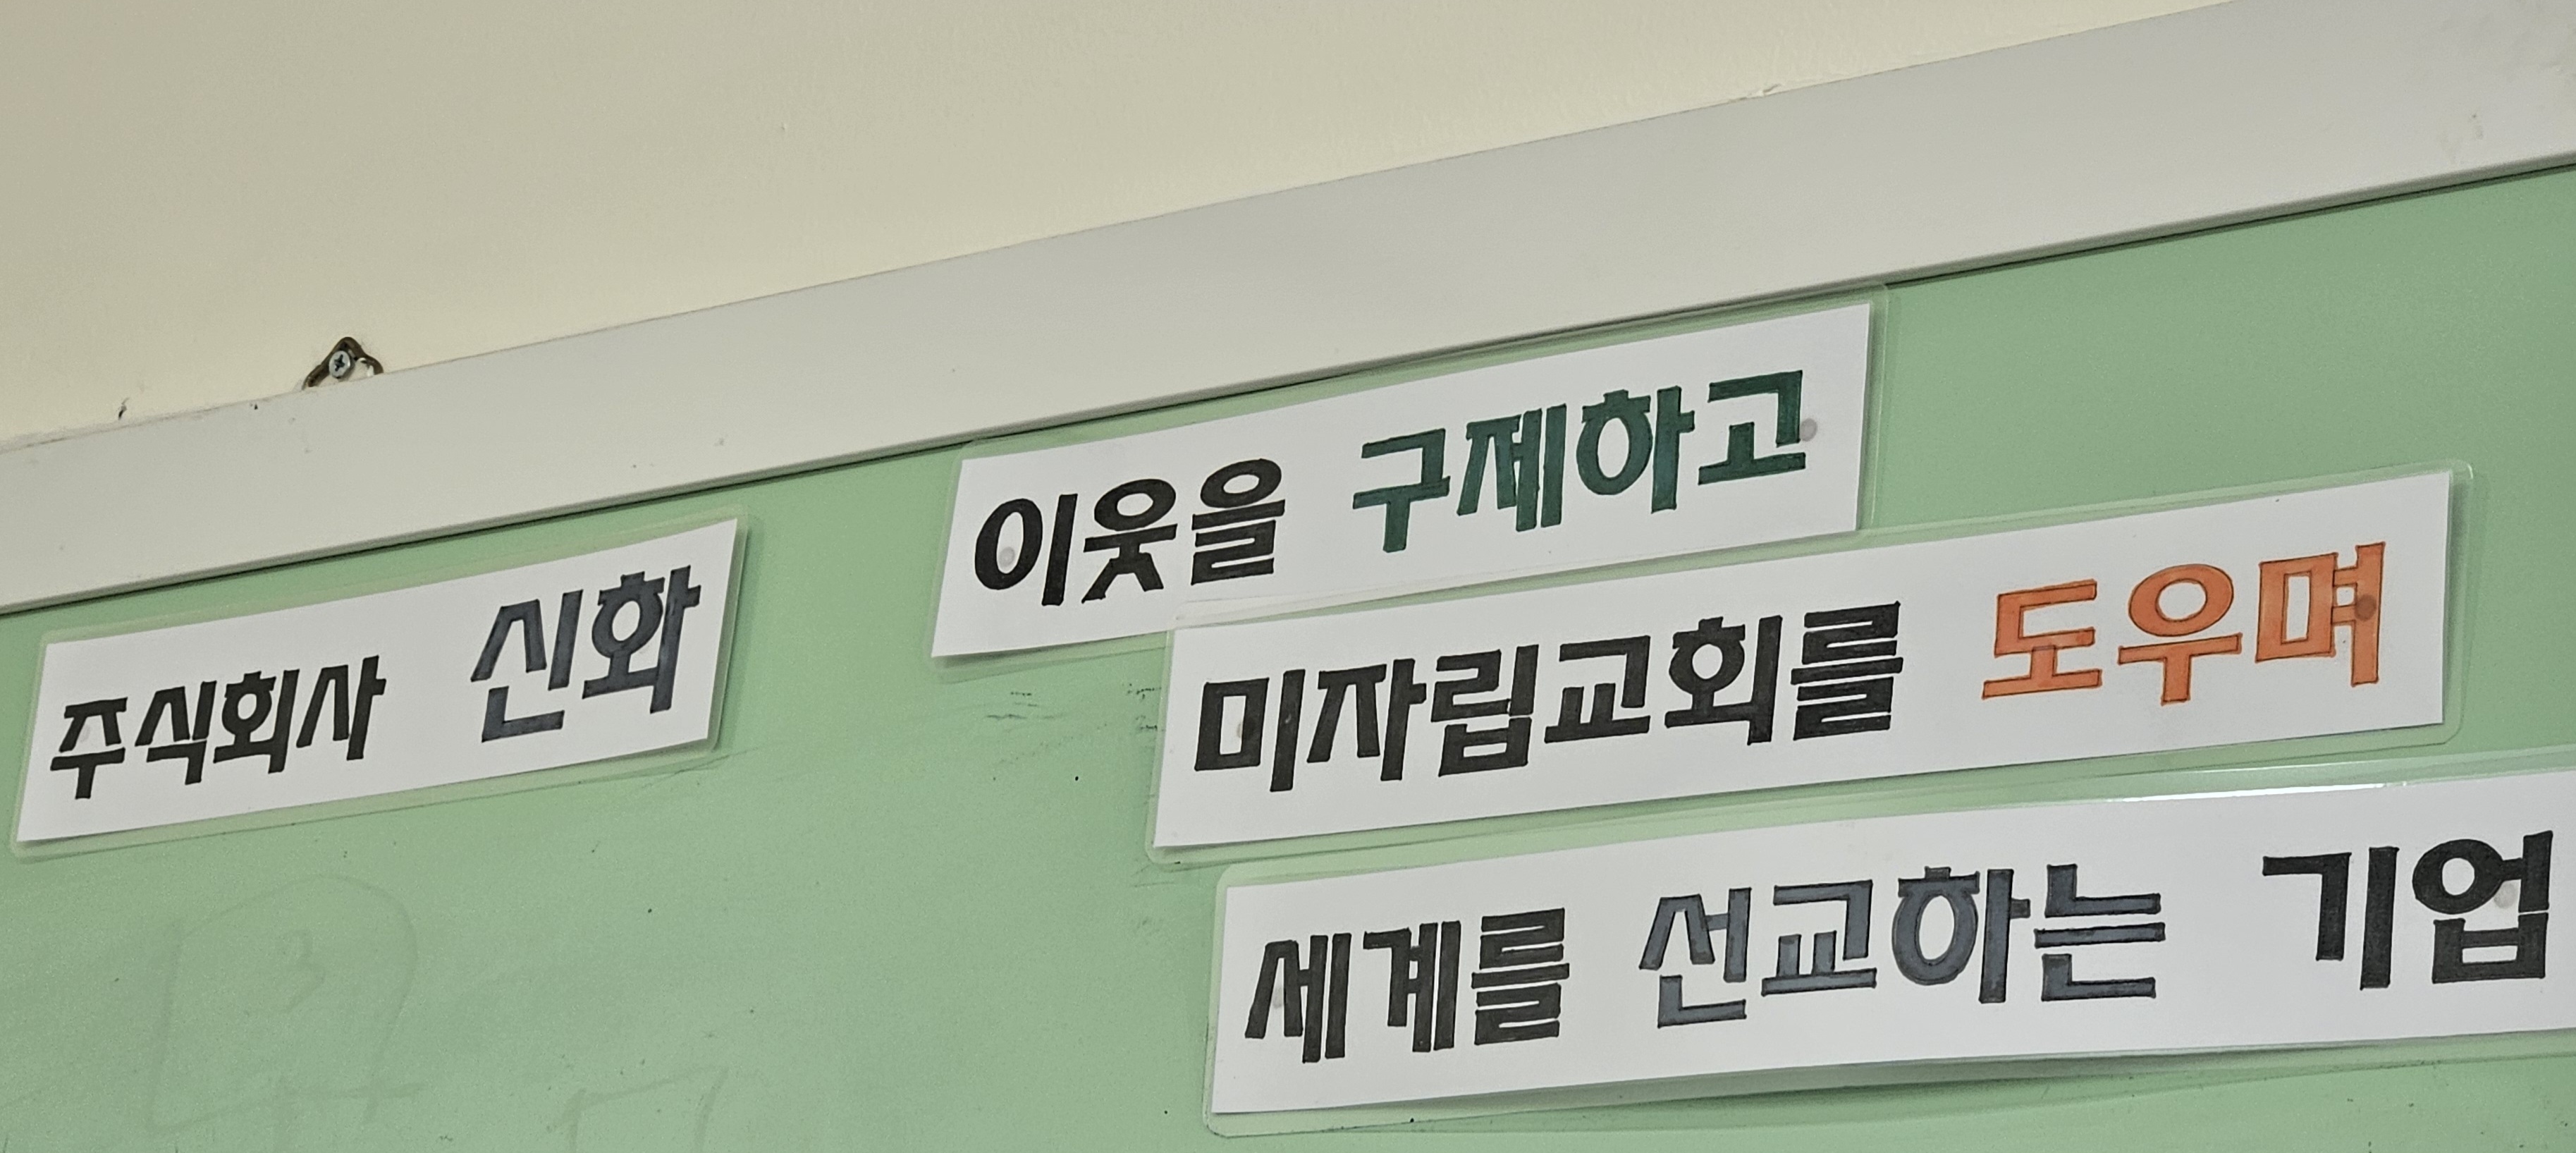 주식회사 신화
이웃을 구제하고
미자립교회를 도우며
세계를 선교하는 기업